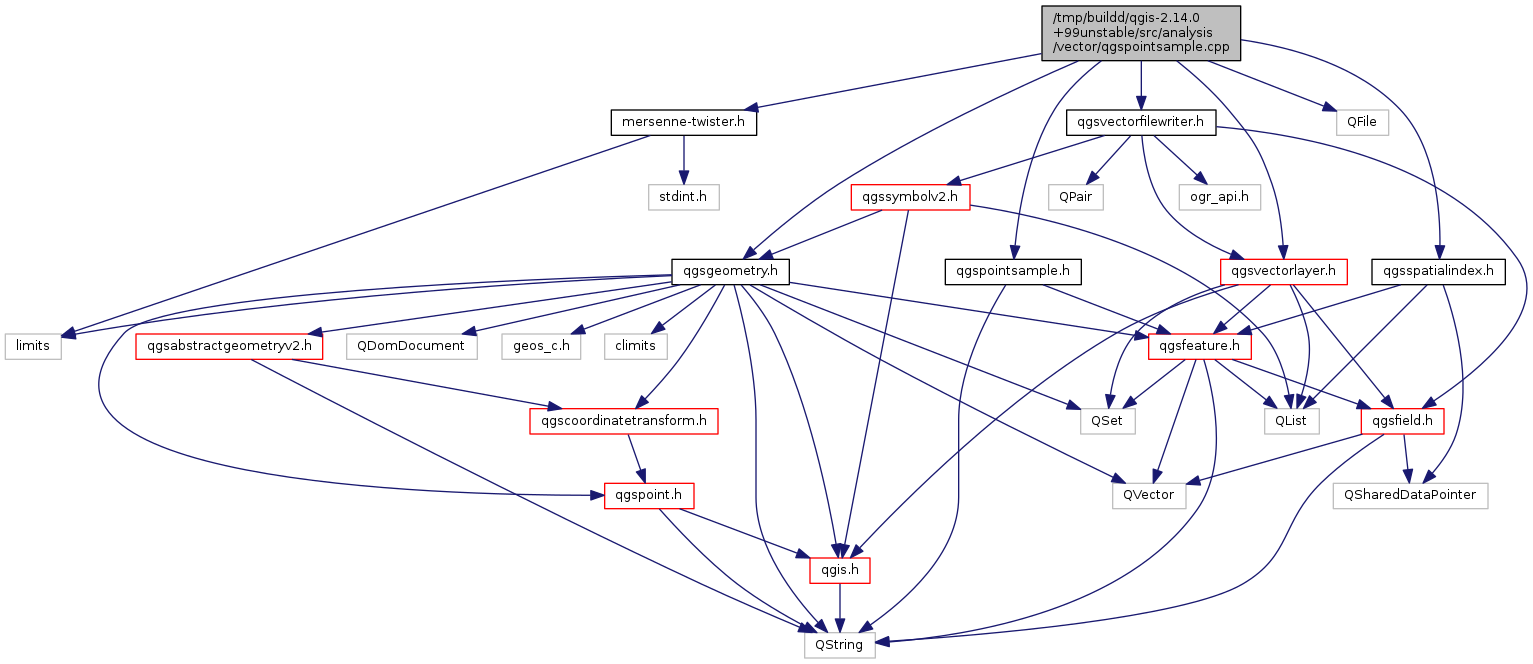 /tmp/buildd/qgis-2.14.0
+99unstable/src/analysis
/vector/qgspointsample.cpp
mersenne-twister.h
qgsvectorfilewriter.h
QFile
stdint.h
qgssymbolv2.h
QPair
ogr_api.h
qgsgeometry.h
qgspointsample.h
qgsvectorlayer.h
qgsspatialindex.h
limits
qgsabstractgeometryv2.h
QDomDocument
geos_c.h
climits
qgsfeature.h
qgscoordinatetransform.h
QSet
QList
qgsfield.h
qgspoint.h
QVector
QSharedDataPointer
qgis.h
QString